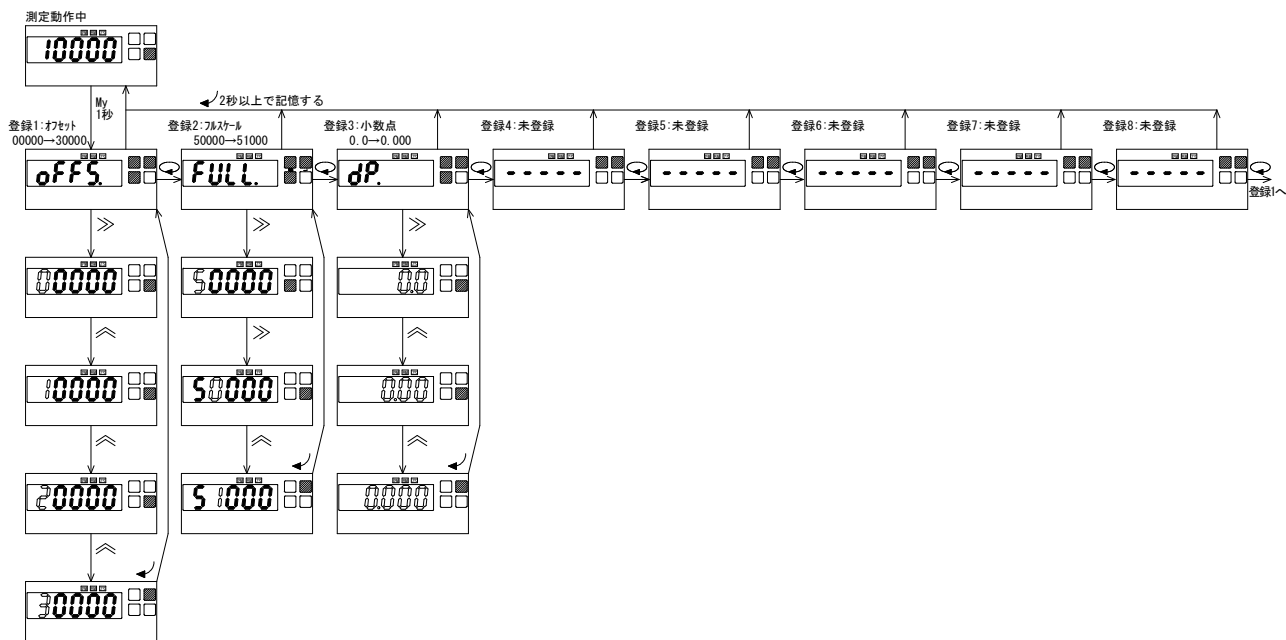 測定動作中
10000
My
1秒
2秒以上で記憶する
登録1:オフセット
00000→30000
登録2:フルスケール
50000→51000
登録3:小数点
0.0→0.000
登録4:未登録
登録5:未登録
登録6:未登録
登録7:未登録
登録8:未登録
oFFS.
FULL.
dP.
-----
-----
-----
-----
-----
登録1へ
00000
50000
0.0
10000
50000
0.00
20000
51000
0.000
30000